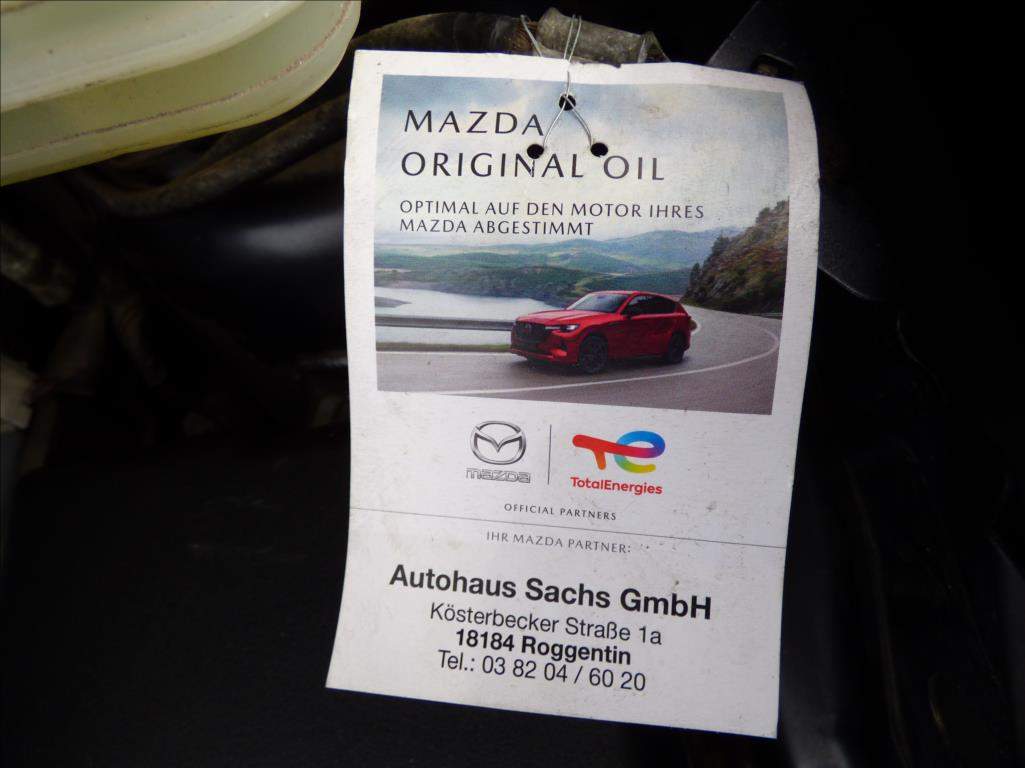 MAZDA
ORIGINAL OIL
OPTIMAL AUF DEN MOTOR IHRES
MAZDA ABGESTIMMT
mazda
TotalEnergies
OFFICIAL PARTNERS
IHR MAZDA PARTNER:
Autohaus Sachs GmbH
Kösterbecker Straße 1a
18184 Roggentin
Tel.: 03 82 04 / 60 20